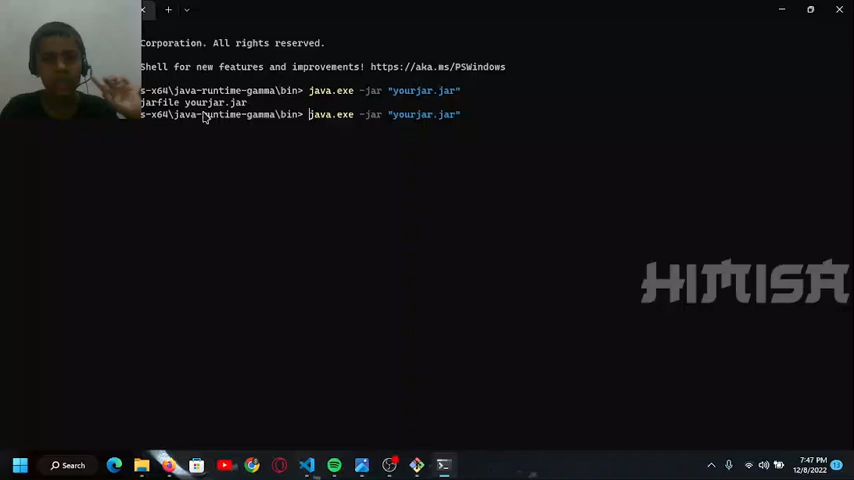 Corporation. All rights reserved.
Shell for new features and improvements! https://aka.ms/PSWindows
s-x64\java-runtime-gamma\bin> java.exe -jar "yourjar.jar"
jarfile yourjar.jar
s-x64\java-runtime-gamma\bin> java.exe -jar "yourjar.jar"
HIMISA
Search
7:47 PM
12/8/2022
13